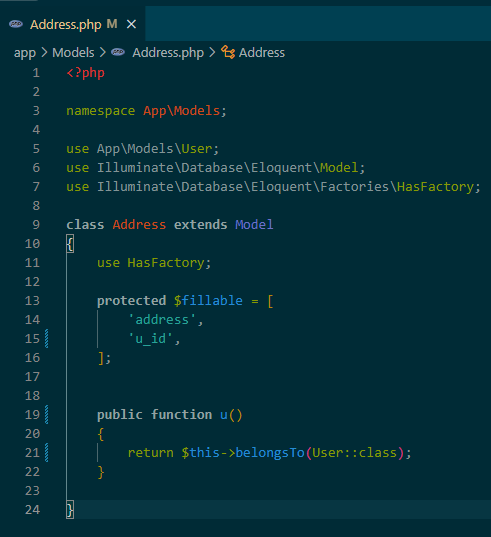 Address.php M ×
app > Models > Address.php > Address
1 <?php
2
3 namespace App\Models;
4
5 use App\Models\User;
6 use Illuminate\Database\Eloquent\Model;
7 use Illuminate\Database\Eloquent\Factories\HasFactory;
8
9 class Address extends Model
10 {
11     use HasFactory;
12
13     protected $fillable = [
14         'address',
15         'u_id',
16     ];
17
18
19     public function u()
20     {
21         return $this->belongsTo(User::class);
22     }
23
24 }